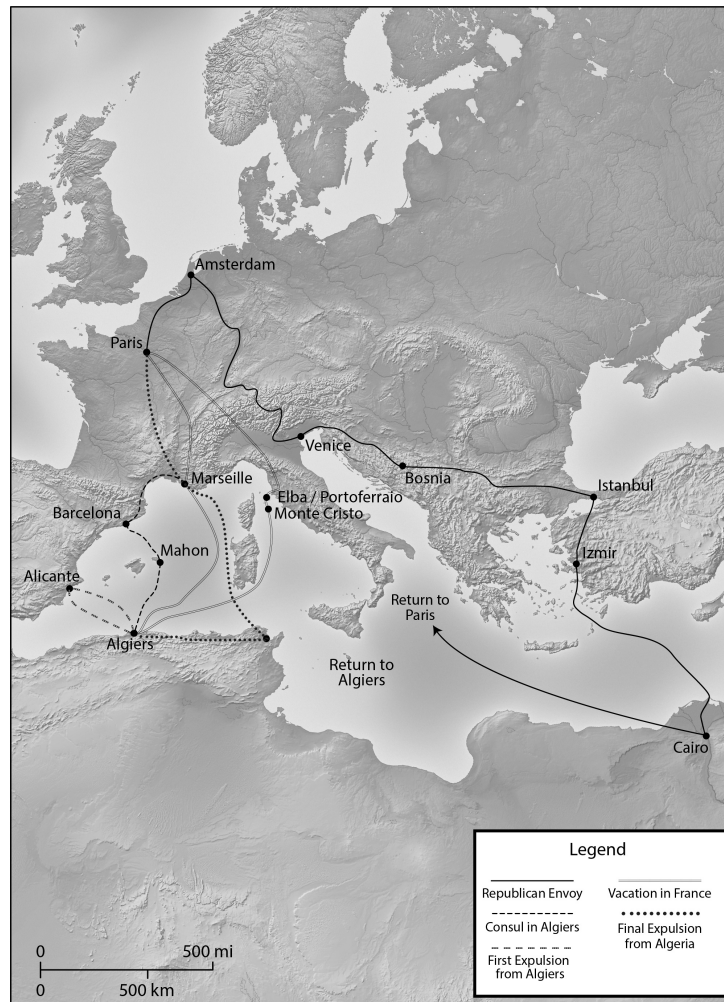 Amsterdam
Paris
Venice
Bosnia
Marseille
Istanbul
Elba / Portoferraio
Monte Cristo
Barcelona
Mahon
Izmir
Alicante
Return to
Paris
Algiers
Return to
Algiers
Cairo
Legend
Republican Envoy
Vacation in France
Consul in Algiers
Final Expulsion
from Algeria
First Expulsion
from Algiers
0 500 mi
0 500 km